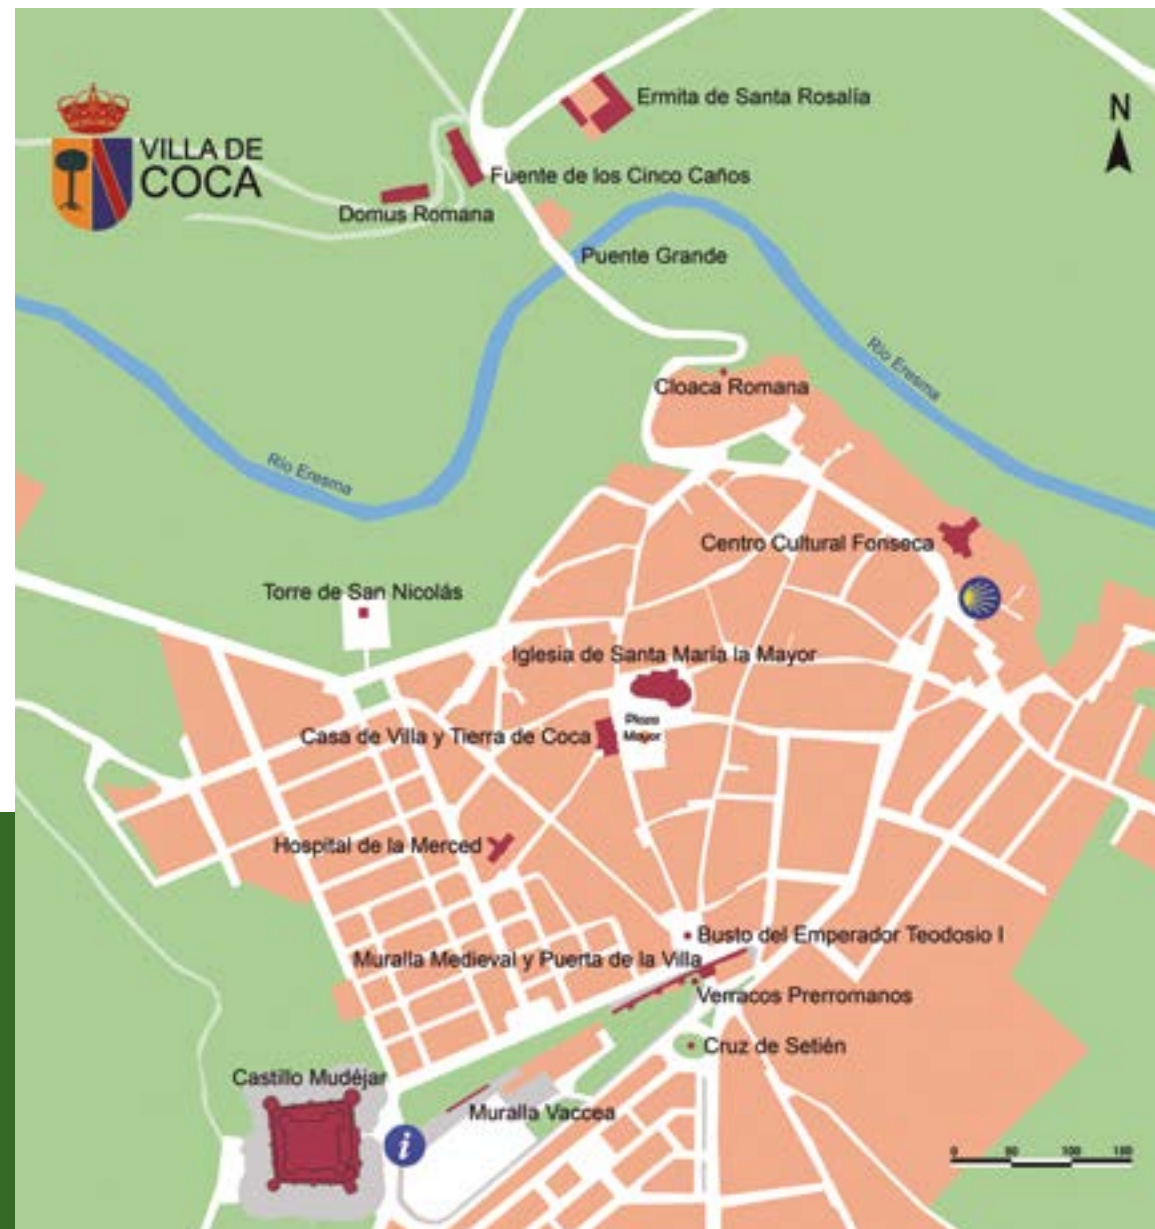 Ermita de Santa Rosalía
N
VILLA DE
COCA
Fuente de los Cinco Caños
Domus Romana
Puente Grande
Río Eresma
Cloaca Romana
Río Eresma
Centro Cultural Fonseca
Torre de San Nicolás
Iglesia de Santa María la Mayor
Plaza
Mayor
Casa de Villa y Tierra de Coca
Hospital de la Merced
Busto del Emperador Teodosio I
Muralla Medieval y Puerta de la Villa
Verracos Prerromanos
Cruz de Setién
Castillo Mudéjar
Muralla Vaccea
i
0 50 100 150